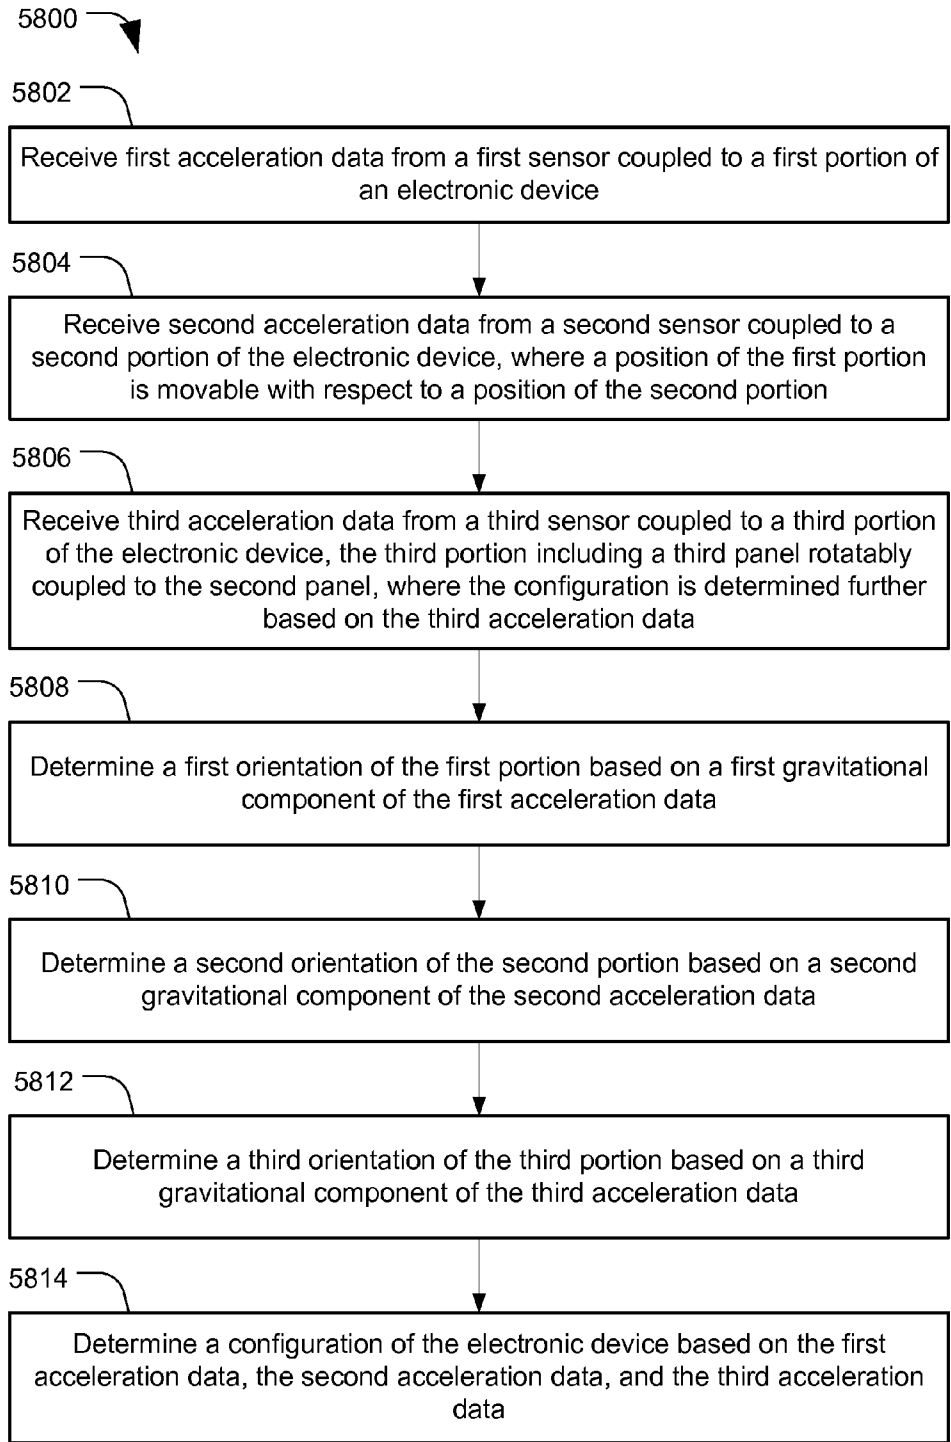 5800
5802
Receive first acceleration data from a first sensor coupled to a first portion of
an electronic device
5804
Receive second acceleration data from a second sensor coupled to a
second portion of the electronic device, where a position of the first portion
is movable with respect to a position of the second portion
5806
Receive third acceleration data from a third sensor coupled to a third portion
of the electronic device, the third portion including a third panel rotatably
coupled to the second panel, where the configuration is determined further
based on the third acceleration data
5808
Determine a first orientation of the first portion based on a first gravitational
component of the first acceleration data
5810
Determine a second orientation of the second portion based on a second
gravitational component of the second acceleration data
5812
Determine a third orientation of the third portion based on a third
gravitational component of the third acceleration data
5814
Determine a configuration of the electronic device based on the first
acceleration data, the second acceleration data, and the third acceleration
data